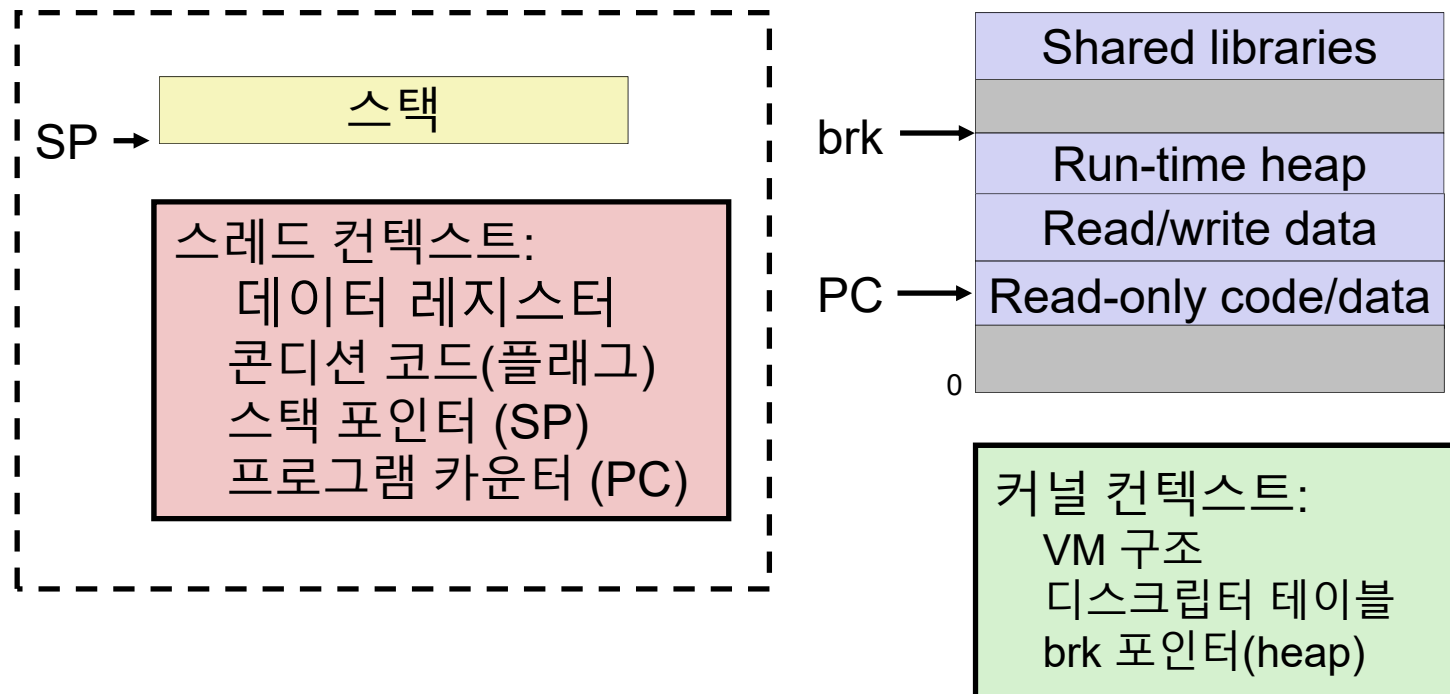 스택
SP
스레드 컨텍스트:
데이터 레지스터
콘디션 코드(플래그)
스택 포인터 (SP)
프로그램 카운터 (PC)
Shared libraries
brk
Run-time heap
Read/write data
PC
Read-only code/data
0
커널 컨텍스트:
VM 구조
디스크립터 테이블
brk 포인터(heap)